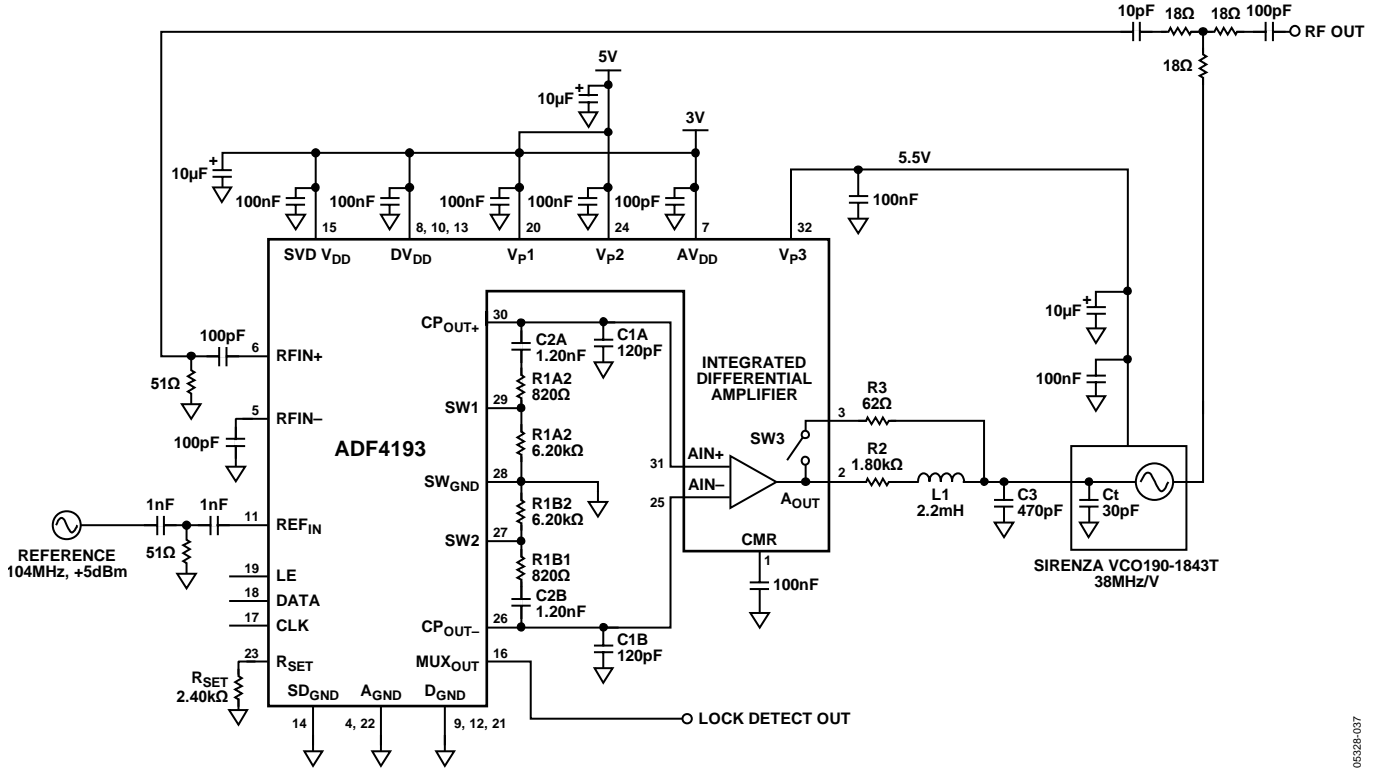 10pF
18Ω
18Ω
100pF
RF OUT
18Ω
5V
10µF
+
3V
10µF
+
5.5V
100nF
100nF
100nF
100nF
100pF
100nF
15
8, 10, 13
20
24
7
32
SVD VDD
DVDD
VP1
VP2
AVDD
VP3
10µF
+
100nF
100pF
6
RFIN+
51Ω
5
RFIN–
100pF
ADF4193
1nF
1nF
11
REFIN
51Ω
REFERENCE
104MHz, +5dBm
19
LE
18
DATA
17
CLK
23
RSET
RSET
2.40kΩ
SDGND
AGND
DGND
14
4, 22
9, 12, 21
CPOUT+
30
C2A
1.20nF
C1A
120pF
R1A2
820Ω
SW1
29
R1A2
6.20kΩ
SWGND
28
R1B2
6.20kΩ
SW2
27
R1B1
820Ω
C2B
1.20nF
CPOUT–
26
C1B
120pF
MUXOUT
16
LOCK DETECT OUT
INTEGRATED
DIFFERENTIAL
AMPLIFIER
SW3
31
AIN+
25
AIN–
AOUT
CMR
1
100nF
3
R3
62Ω
2
R2
1.80kΩ
L1
2.2mH
C3
470pF
Ct
30pF
SIRENZA VCO190-1843T
38MHz/V
05328-037